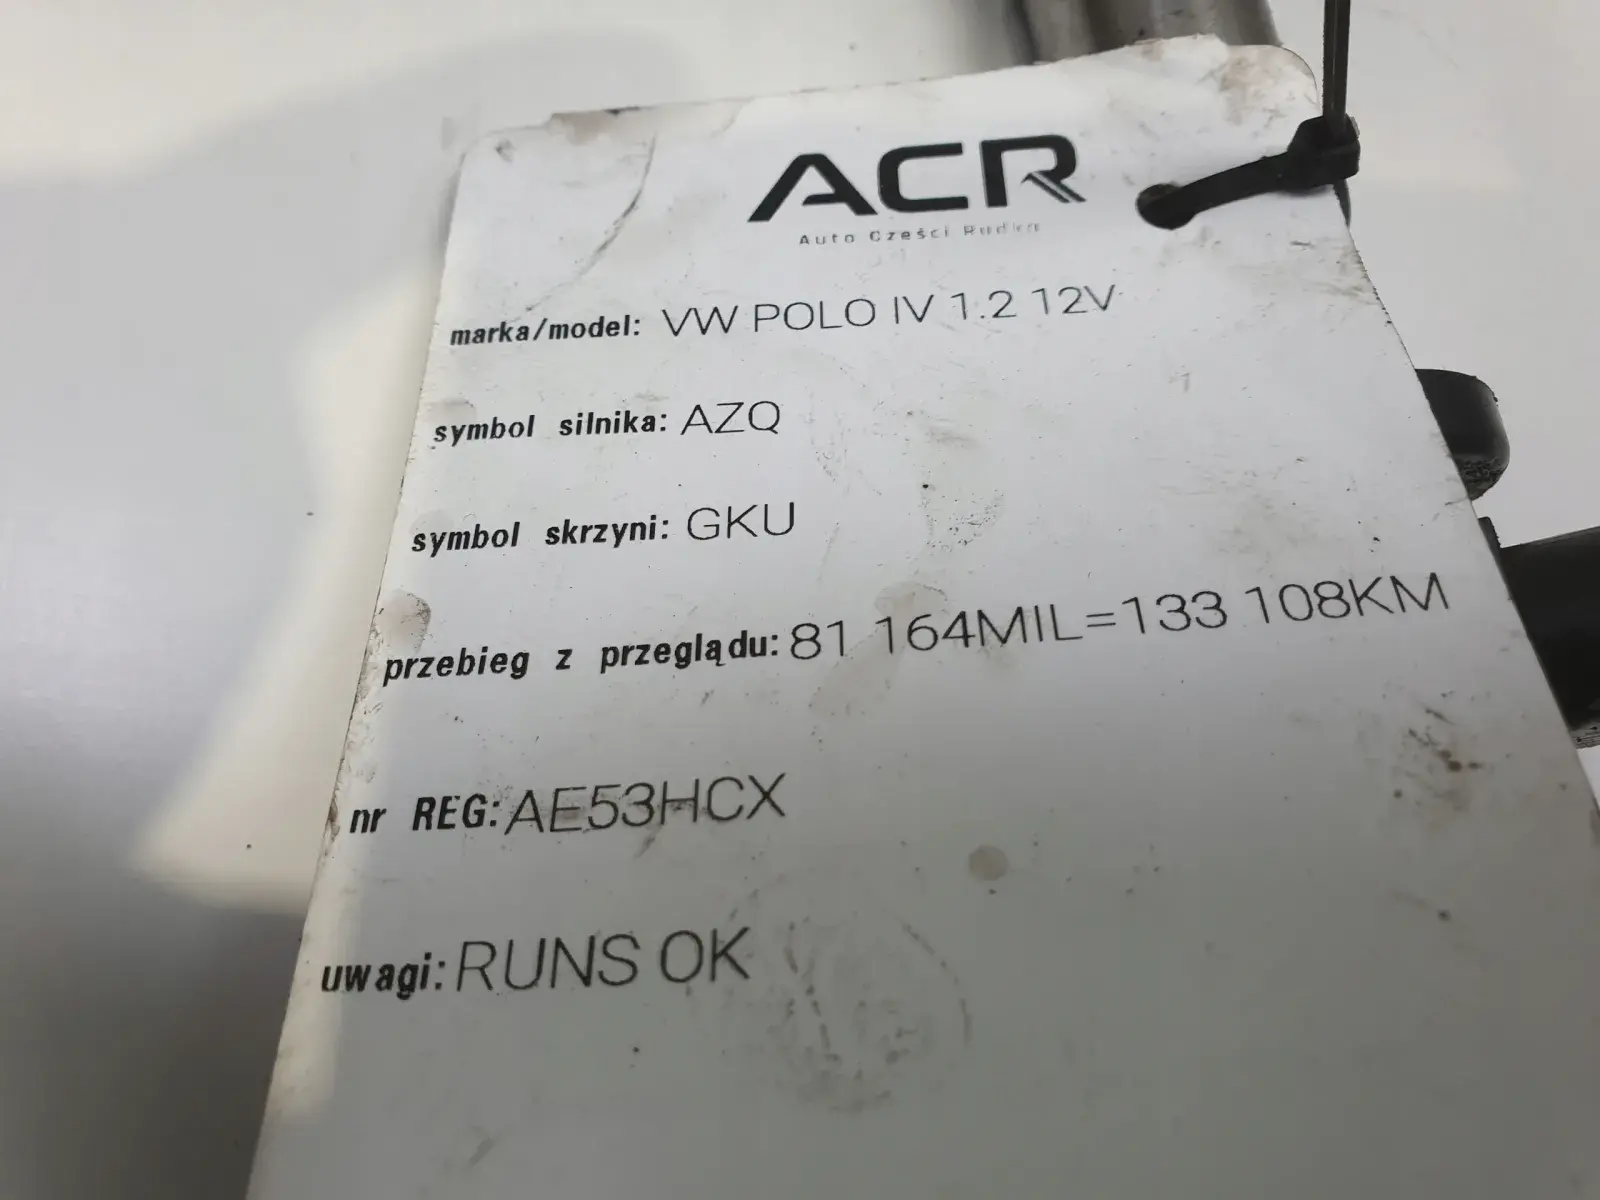 ACR
Auto Części Rudka
marka/model: VW POLO IV 1.2 12V
symbol silnika: AZQ
symbol skrzyni: GKU
przebieg z przeglądu: 81 164MIL=133 108KM
nr REG: AE53HCX
uwagi: RUNS OK